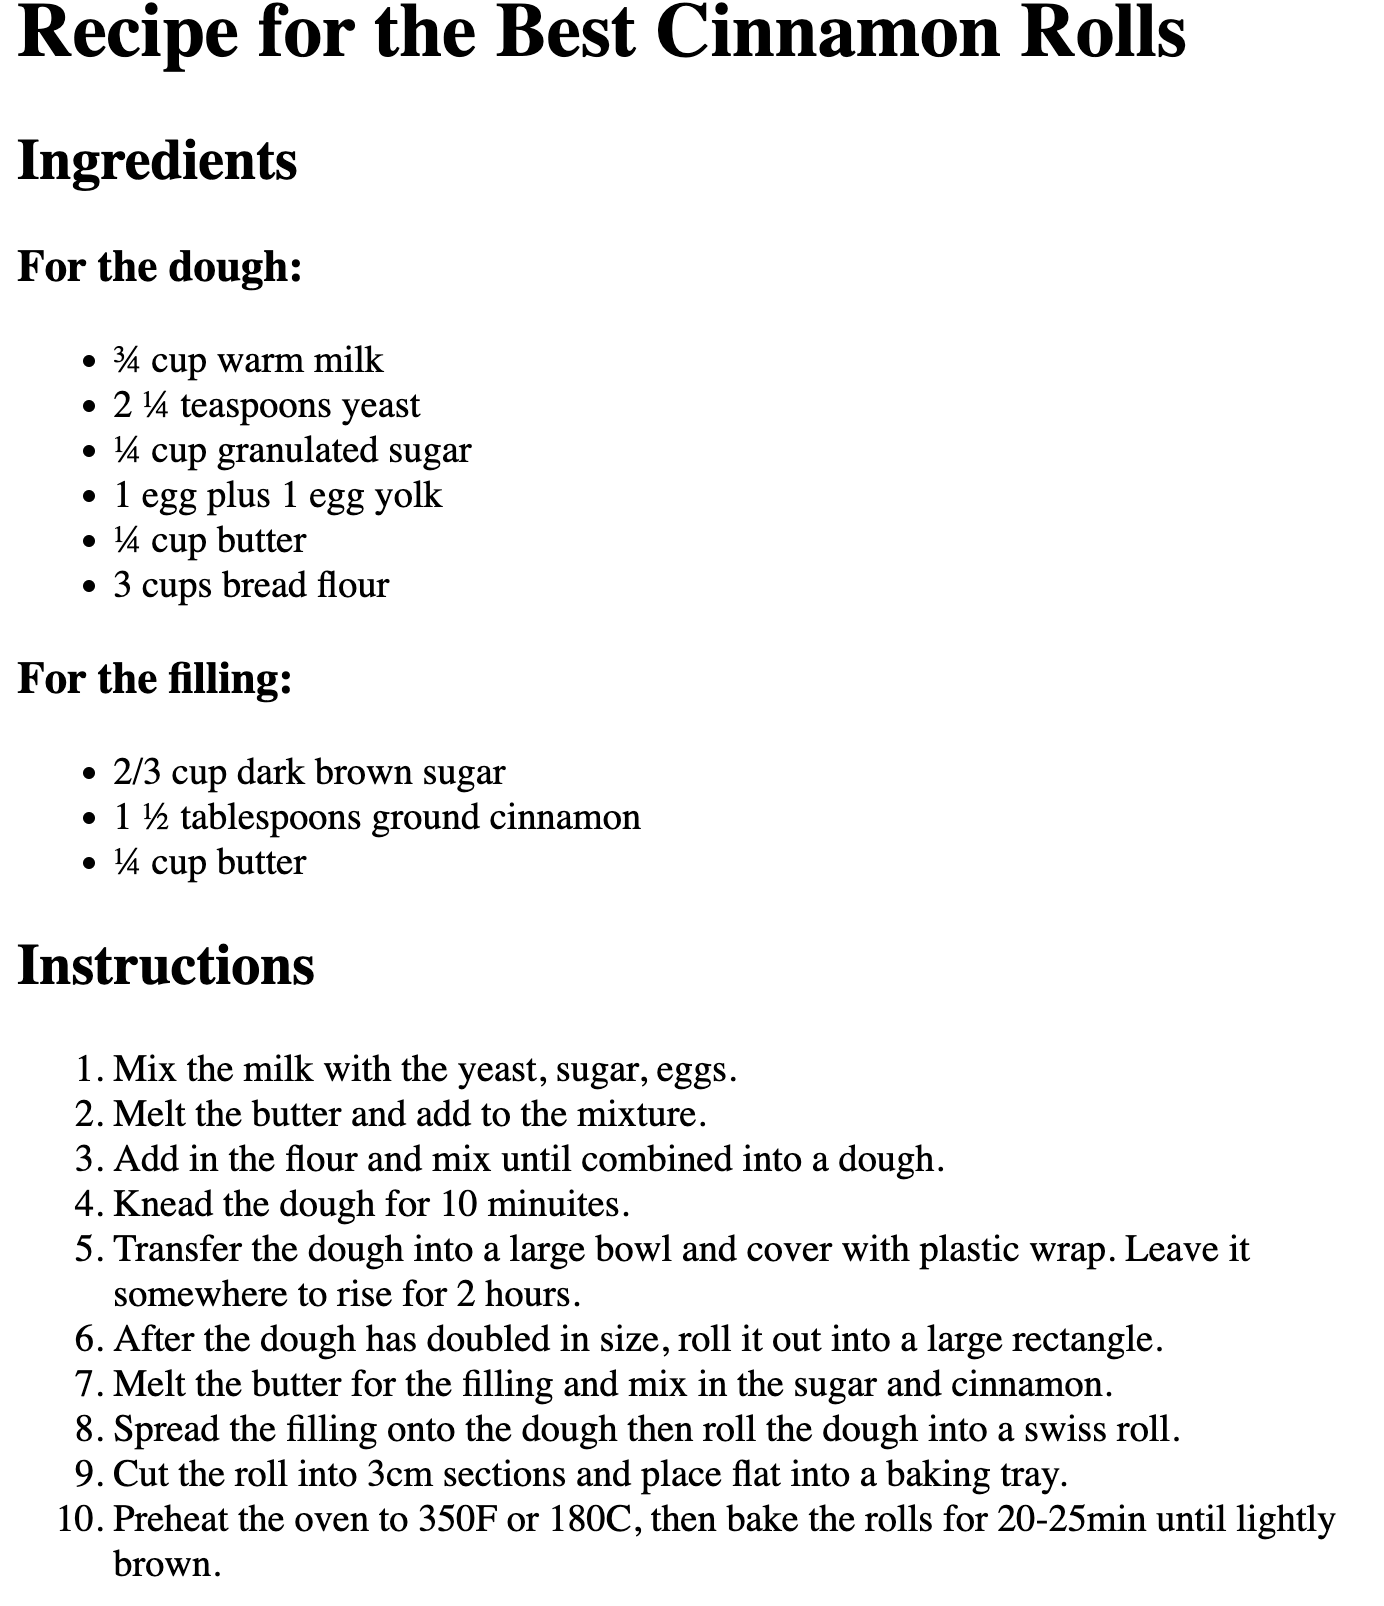 Recipe for the Best Cinnamon Rolls
Ingredients
For the dough:
• ¾ cup warm milk
• 2 ¼ teaspoons yeast
• ¼ cup granulated sugar
• 1 egg plus 1 egg yolk
• ¼ cup butter
• 3 cups bread flour
For the filling:
• 2/3 cup dark brown sugar
• 1 ½ tablespoons ground cinnamon
• ¼ cup butter
Instructions
1. Mix the milk with the yeast, sugar, eggs.
2. Melt the butter and add to the mixture.
3. Add in the flour and mix until combined into a dough.
4. Knead the dough for 10 minuites.
5. Transfer the dough into a large bowl and cover with plastic wrap. Leave it
somewhere to rise for 2 hours.
6. After the dough has doubled in size, roll it out into a large rectangle.
7. Melt the butter for the filling and mix in the sugar and cinnamon.
8. Spread the filling onto the dough then roll the dough into a swiss roll.
9. Cut the roll into 3cm sections and place flat into a baking tray.
10. Preheat the oven to 350F or 180C, then bake the rolls for 20-25min until lightly
brown.